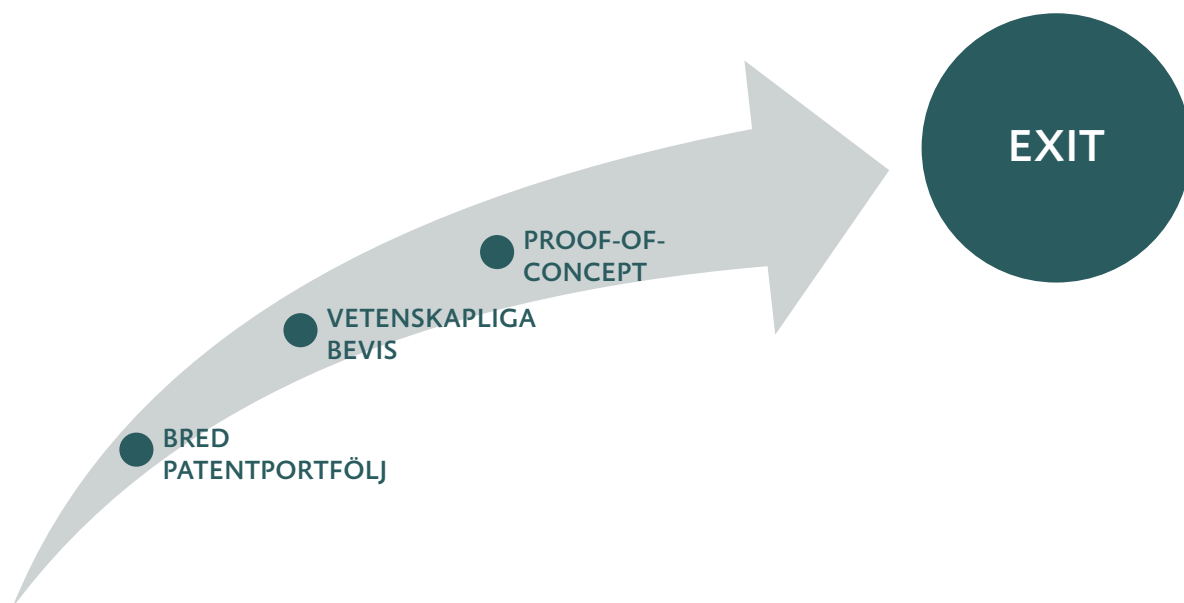 EXIT
PROOF-OF-
CONCEPT
VETENSKAPLIGA
BEVIS
BRED
PATENTPORTFÖLJ